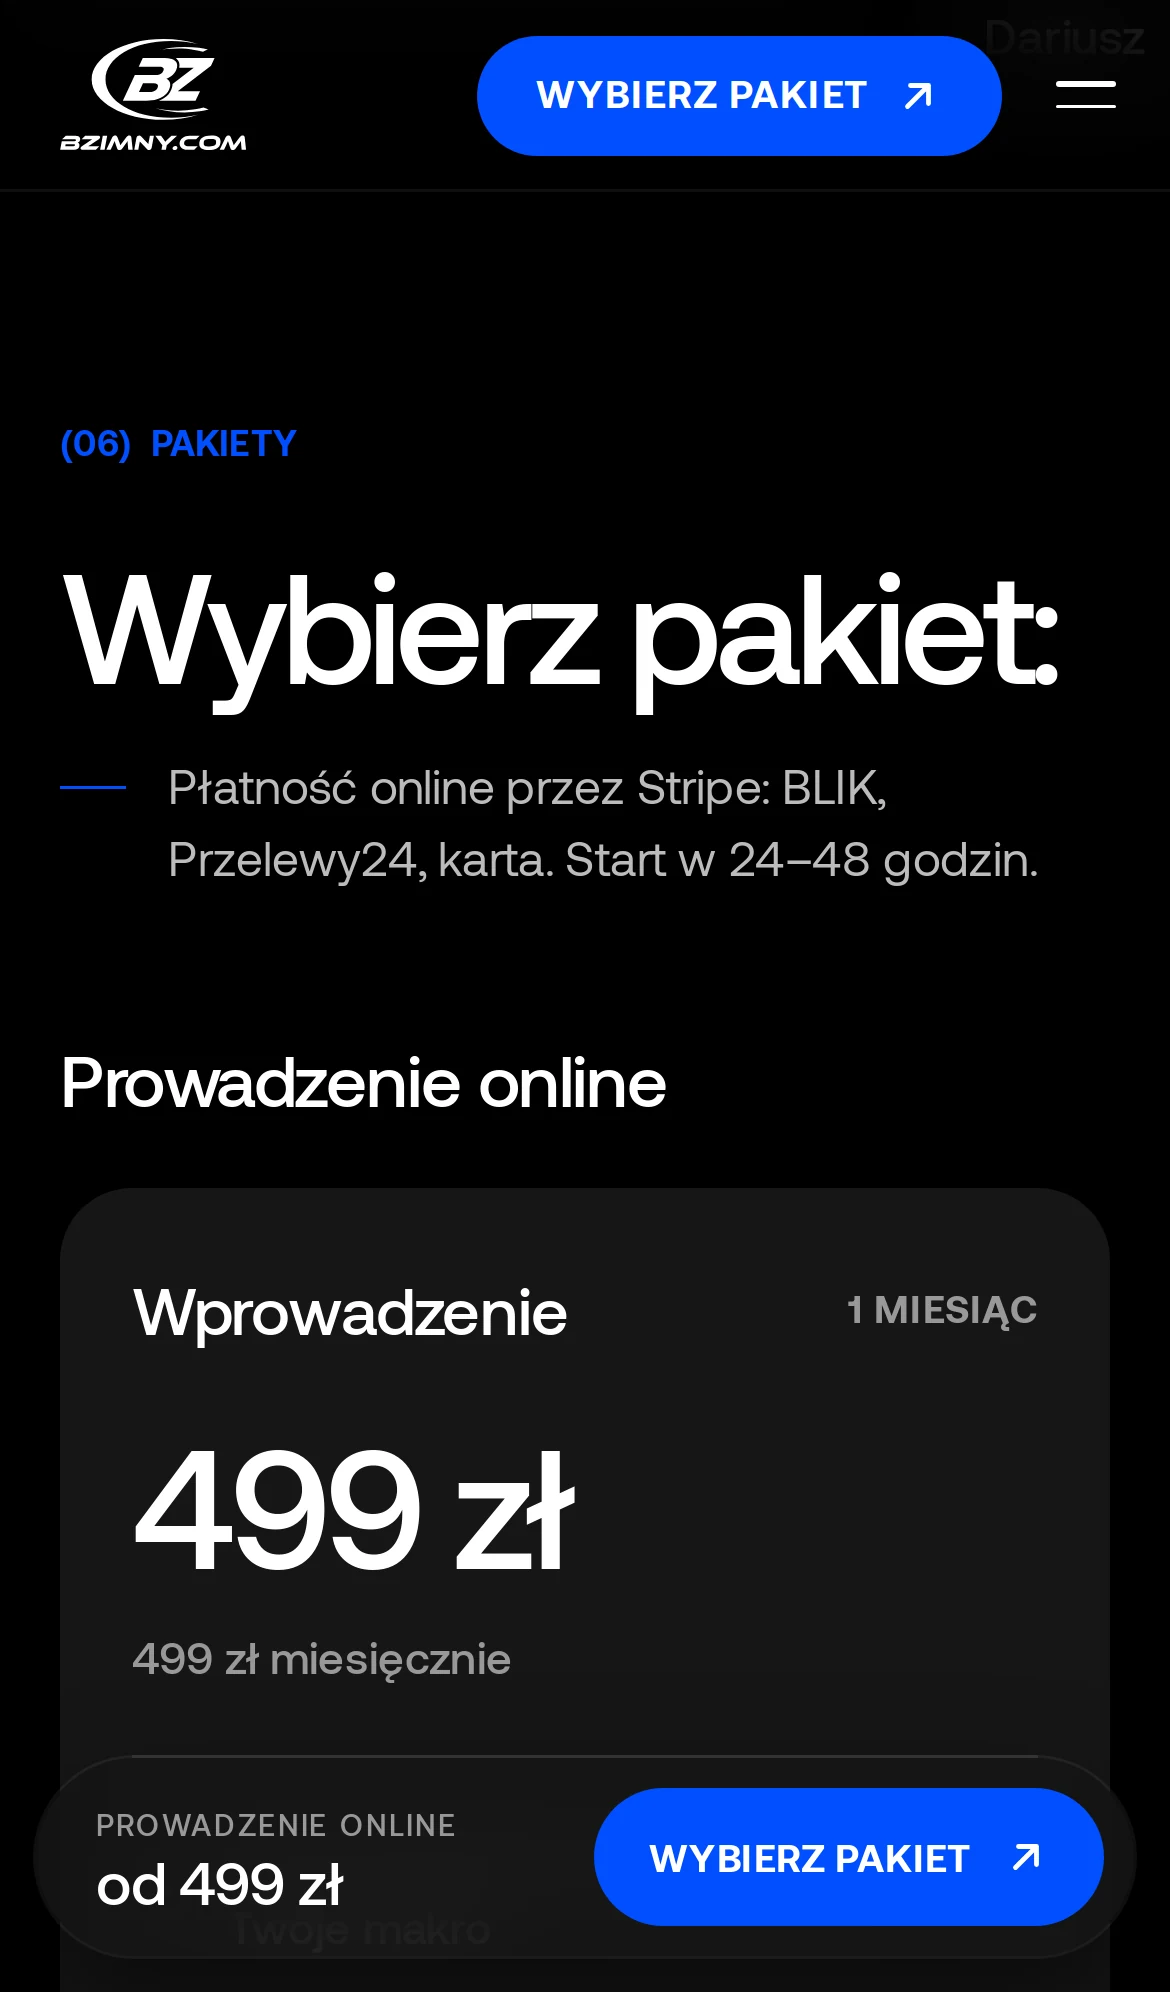 Dariusz
BZ
BZIMNY.COM
WYBIERZ PAKIET
(06) PAKIETY
Wybierz pakiet:
Płatność online przez Stripe: BLIK,
Przelewy24, karta. Start w 24–48 godzin.
Prowadzenie online
Wprowadzenie
1 MIESIĄC
499 zł
499 zł miesięcznie
PROWADZENIE ONLINE
od 499 zł
WYBIERZ PAKIET
Twoje makro